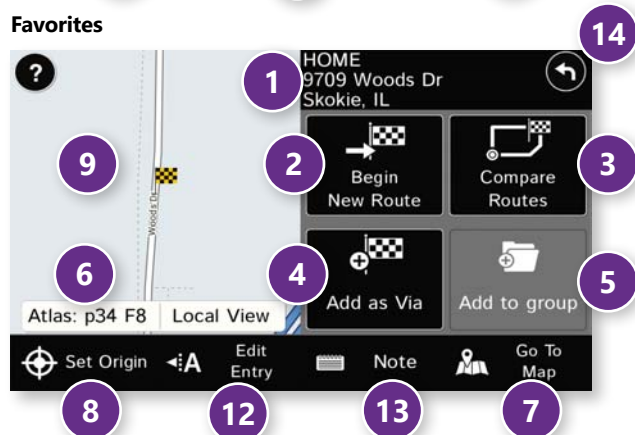 Favorites
14
?
HOME
9709 Woods Dr
Skokie, IL
1
9
2
Begin
New Route
Compare
Routes
3
Woods Dr
6
4
Add as Via
Add to group
5
Atlas: p34 F8 Local View
Set Origin
A
Edit
Entry
Note
Go To
Map
8
12
13
7